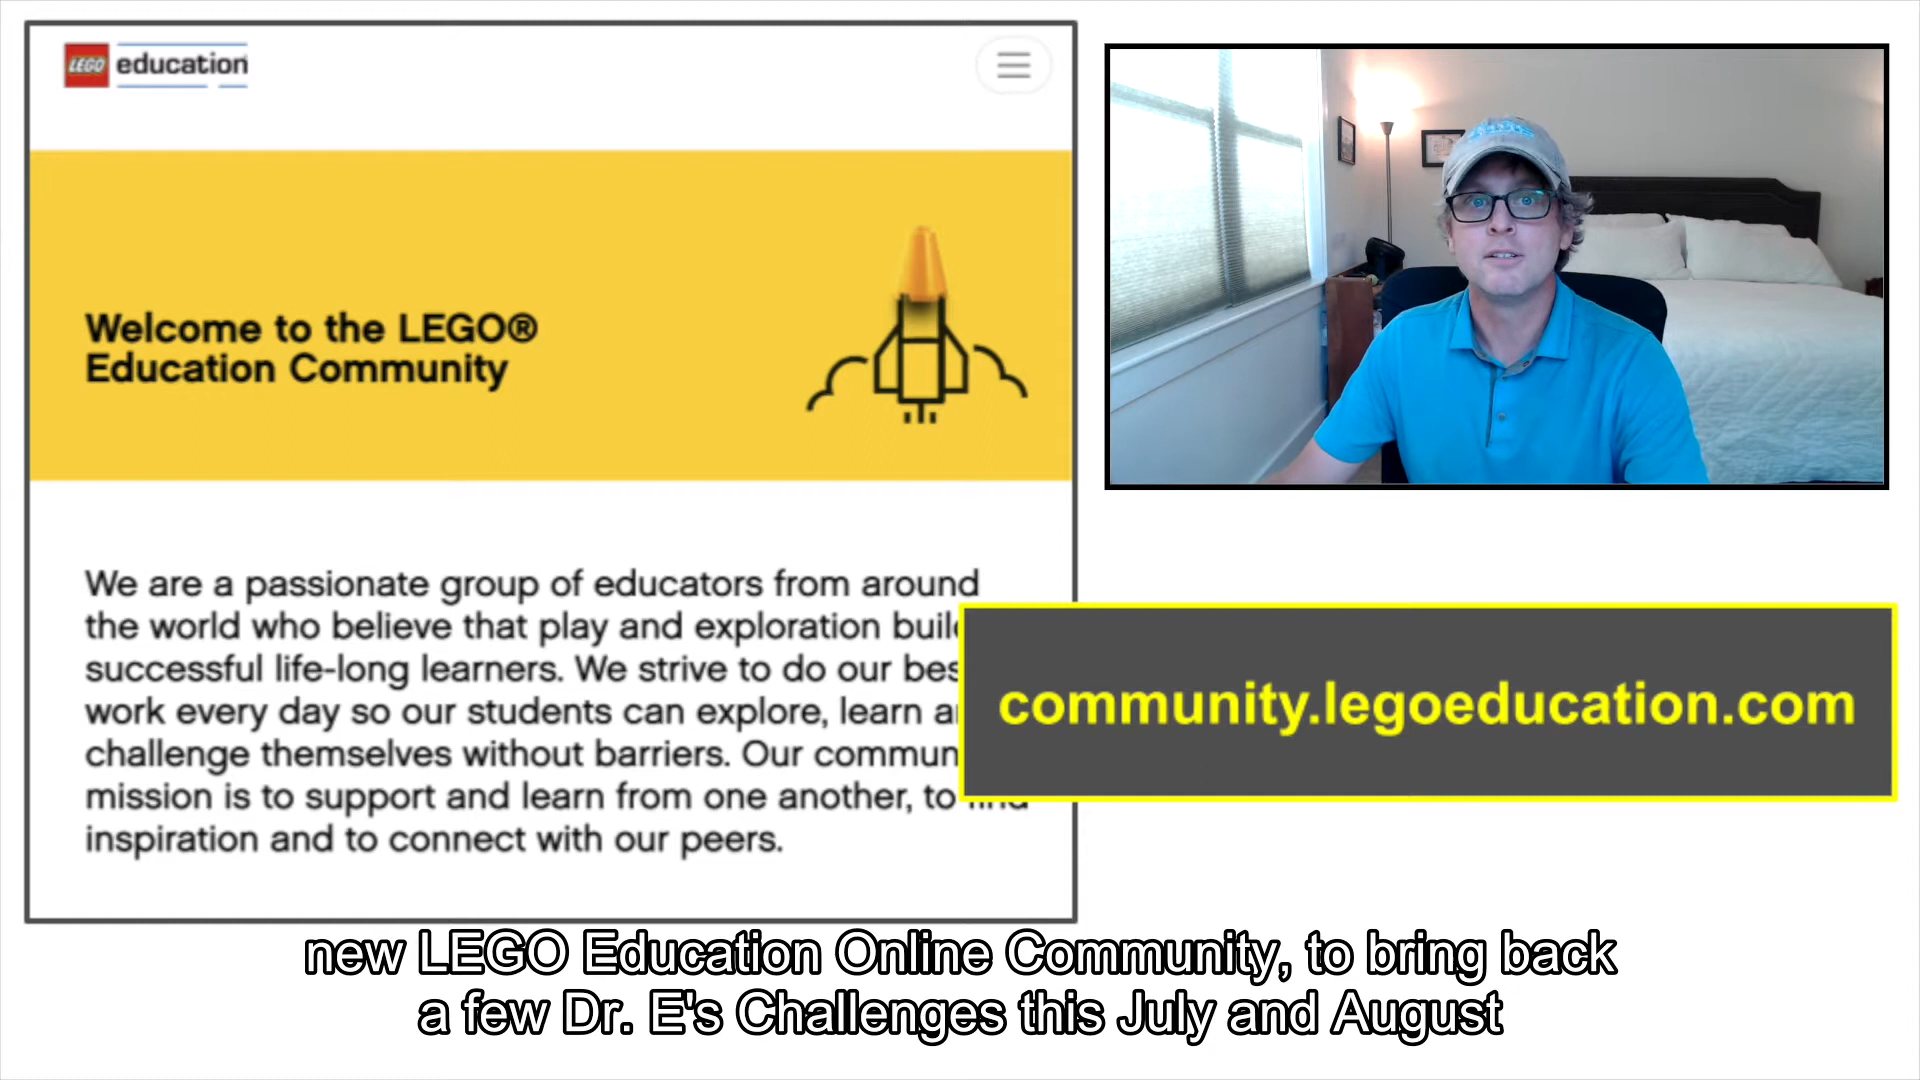 LEGO education
Welcome to the LEGO®
Education Community
We are a passionate group of educators from around
the world who believe that play and exploration
successful life-long learners. We strive to do our
work every day so our students can explore, learn
challenge themselves without barriers. Our
mission is to support and learn from one another, to
inspiration and to connect with our peers.
community.legoeducation.com
new LEGO Education Online Community, to bring back
a few Dr. E's Challenges this July and August